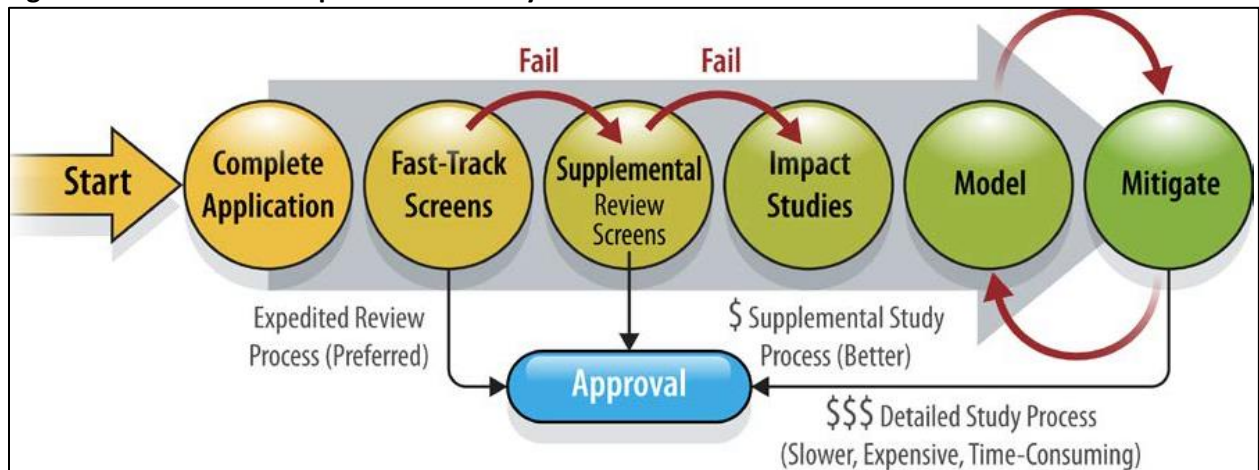 Fail
Fail
Start
Complete
Application
Fast-Track
Screens
Supplemental
Review
Screens
Impact
Studies
Model
Mitigate
Expedited Review
Process (Preferred)
$ Supplemental Study
Process (Better)
Approval
$$$ Detailed Study Process
(Slower, Expensive, Time-Consuming)